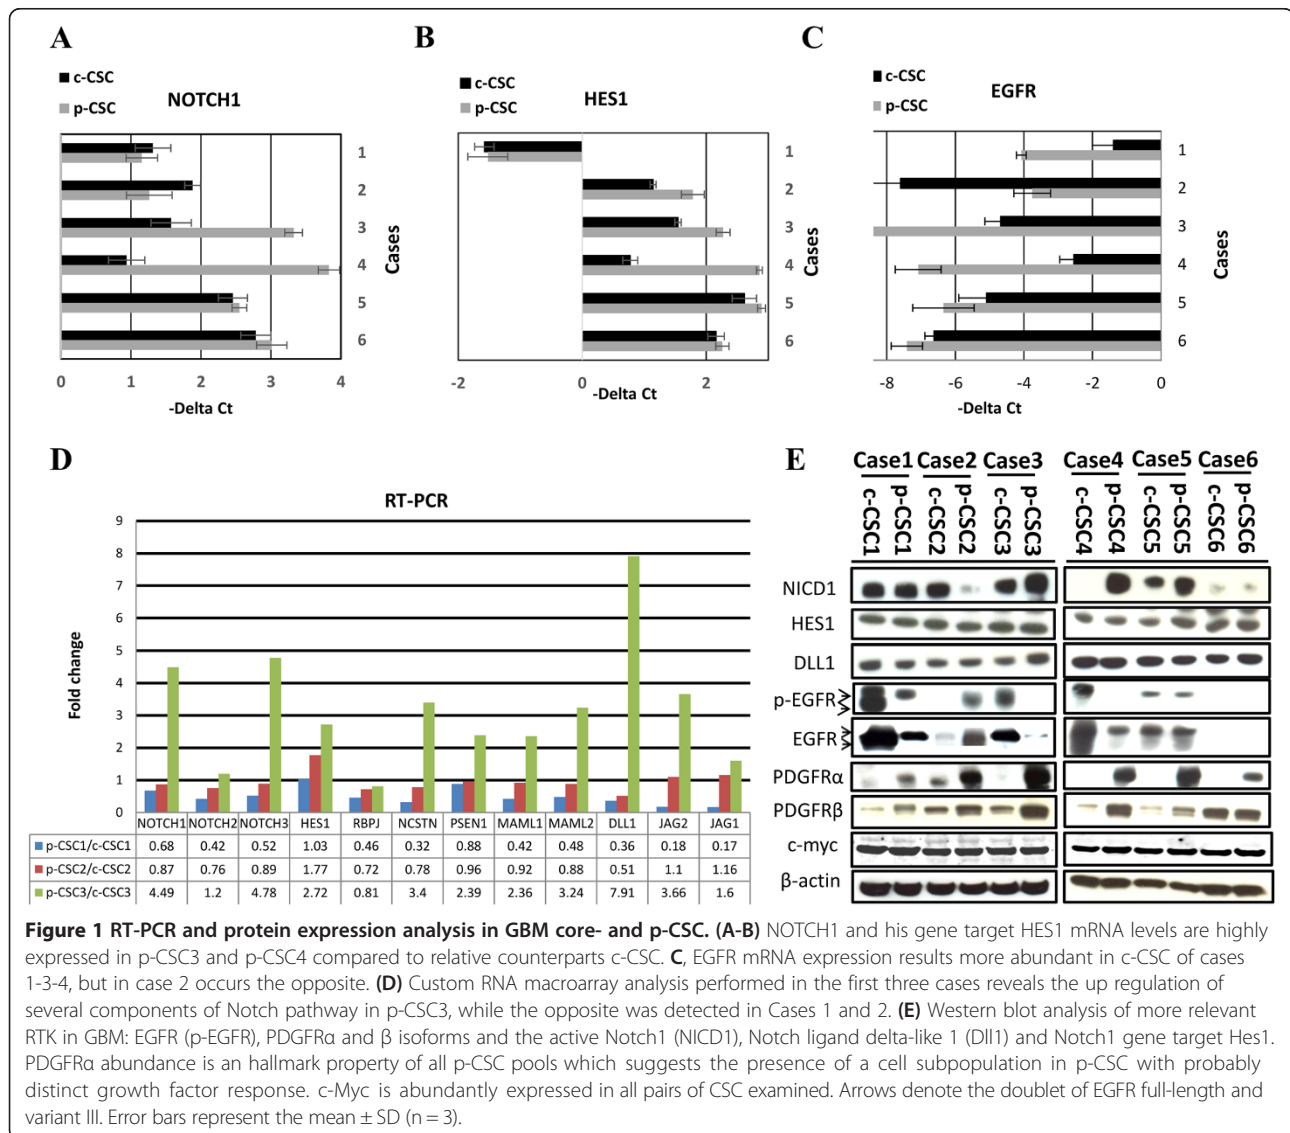 A
B
C
c-CSC
p-CSC
NOTCH1
c-CSC
p-CSC
HES1
c-CSC
p-CSC
EGFR
1
2
3
4
5
6
Cases
0 1 2 3 4
-Delta Ct
1
2
3
4
5
6
Cases
-2 0 2
-Delta Ct
1
2
3
4
5
6
Cases
-8 -6 -4 -2 0
-Delta Ct
D
RT-PCR
Fold change
9
8
7
6
5
4
3
2
1
0
NOTCH1 NOTCH2 NOTCH3 HES1 RBPJ NCSTN PSEN1 MAML1 MAML2 DLL1 JAG2 JAG1
p-CSC1/c-CSC1 0.68 0.42 0.52 1.03 0.46 0.32 0.88 0.42 0.48 0.36 0.18 0.17
p-CSC2/c-CSC2 0.87 0.76 0.89 1.77 0.72 0.78 0.96 0.92 0.88 0.51 1.1 1.16
p-CSC3/c-CSC3 4.49 1.2 4.78 2.72 0.81 3.4 2.39 2.36 3.24 7.91 3.66 1.6
E
Case1 Case2 Case3 Case4 Case5 Case6
c-CSC1 p-CSC1 c-CSC2 p-CSC2 c-CSC3 p-CSC3 c-CSC4 p-CSC4 c-CSC5 p-CSC5 c-CSC6 p-CSC6
NICD1
HES1
DLL1
p-EGFR
EGFR
PDGFRα
PDGFRβ
c-myc
β-actin
Figure 1 RT-PCR and protein expression analysis in GBM core- and p-CSC. (A-B) NOTCH1 and his gene target HES1 mRNA levels are highly
expressed in p-CSC3 and p-CSC4 compared to relative counterparts c-CSC. C, EGFR mRNA expression results more abundant in c-CSC of cases
1-3-4, but in case 2 occurs the opposite. (D) Custom RNA macroarray analysis performed in the first three cases reveals the up regulation of
several components of Notch pathway in p-CSC3, while the opposite was detected in Cases 1 and 2. (E) Western blot analysis of more relevant
RTK in GBM: EGFR (p-EGFR), PDGFRα and β isoforms and the active Notch1 (NICD1), Notch ligand delta-like 1 (Dll1) and Notch1 gene target Hes1.
PDGFRα abundance is an hallmark property of all p-CSC pools which suggests the presence of a cell subpopulation in p-CSC with probably
distinct growth factor response. c-Myc is abundantly expressed in all pairs of CSC examined. Arrows denote the doublet of EGFR full-length and
variant III. Error bars represent the mean ± SD (n = 3).